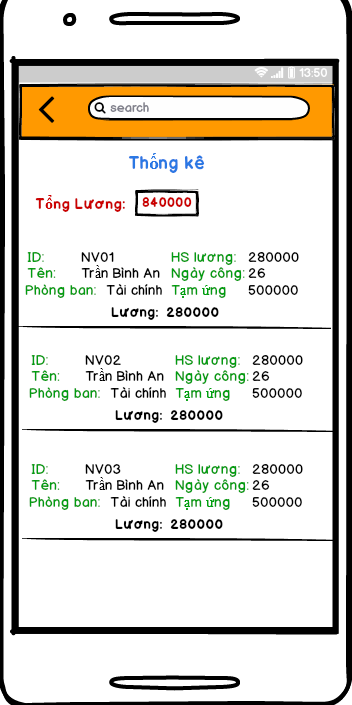 13:50
search
Thống kê
Tổng Lương: 840000
ID: NV01 HS lương: 280000
Tên: Trần Bình An Ngày công: 26
Phòng ban: Tài chính Tạm ứng 500000
Lương: 280000
ID: NV02 HS lương: 280000
Tên: Trần Bình An Ngày công: 26
Phòng ban: Tài chính Tạm ứng 500000
Lương: 280000
ID: NV03 HS lương: 280000
Tên: Trần Bình An Ngày công: 26
Phòng ban: Tài chính Tạm ứng 500000
Lương: 280000